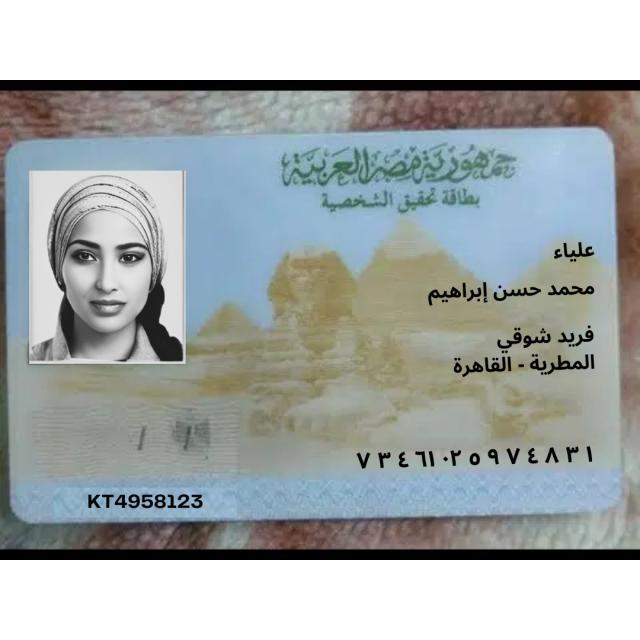 جمهورية مصر العربية
بطاقة تحقيق الشخصية
علياء
محمد حسن إبراهيم
فريد شوقي
المطرية - القاهرة
٧٣٤٦١٠٢٥٩٧٤٨٣١
KT4958123